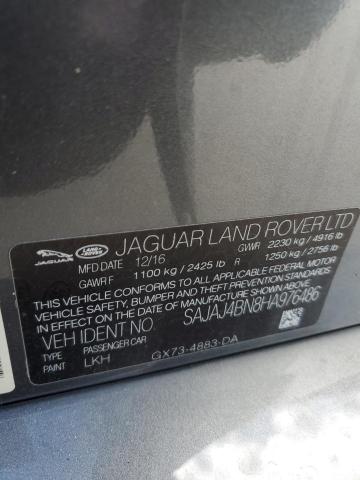 JAGUAR
LAND ROVER
JAGUAR LAND ROVER LTD
MFD DATE 12/16 GVWR 2230 kg / 4916 lb
GAWR F 1100 kg / 2425 lb R 1250 kg / 2756 lb
THIS VEHICLE CONFORMS TO ALL APPLICABLE FEDERAL MOTOR
VEHICLE SAFETY, BUMPER AND THEFT PREVENTION STANDARDS
IN EFFECT ON THE DATE OF MANUFACTURE SHOWN ABOVE.
VEH IDENT NO. SAJAJ4BN8HA976486
TYPE PASSENGER CAR
PAINT LKH GX73-4883-DA